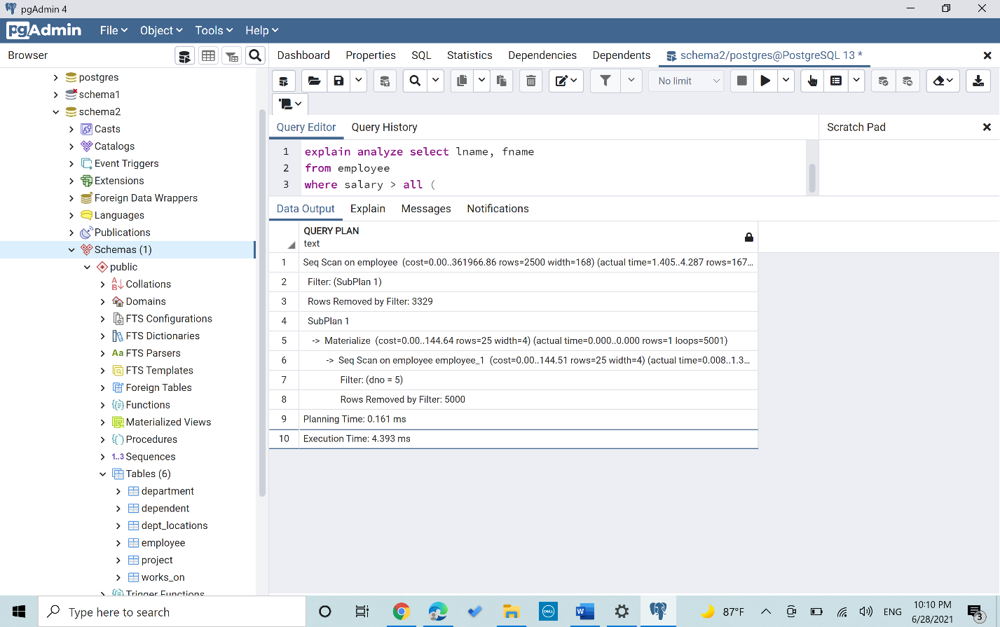 pgAdmin 4
pgAdmin File Object Tools Help
Browser
Dashboard Properties SQL Statistics Dependencies Dependents schema2/postgres@PostgreSQL 13 *
No limit
postgres
schema1
schema2
Casts
Catalogs
Event Triggers
Extensions
Foreign Data Wrappers
Languages
Publications
Schemas (1)
public
Collations
Domains
FTS Configurations
FTS Dictionaries
Aa FTS Parsers
FTS Templates
Foreign Tables
Functions
Materialized Views
Procedures
1..3 Sequences
Tables (6)
department
dependent
dept_locations
employee
project
works_on
Trigger Functions
Query Editor Query History
Scratch Pad
1 explain analyze select lname, fname
2 from employee
3 where salary > all (
Data Output Explain Messages Notifications
QUERY PLAN
text
1 Seq Scan on employee (cost=0.00..361966.86 rows=2500 width=168) (actual time=1.405..4.287 rows=167...
2 Filter: (SubPlan 1)
3 Rows Removed by Filter: 3329
4 SubPlan 1
5 -> Materialize (cost=0.00..144.64 rows=25 width=4) (actual time=0.000..0.000 rows=1 loops=5001)
6 -> Seq Scan on employee employee_1 (cost=0.00..144.51 rows=25 width=4) (actual time=0.008..1.3...
7 Filter: (dno = 5)
8 Rows Removed by Filter: 5000
9 Planning Time: 0.161 ms
10 Execution Time: 4.393 ms
Type here to search
DELL
W
87°F
ENG
10:10 PM
6/28/2021
3